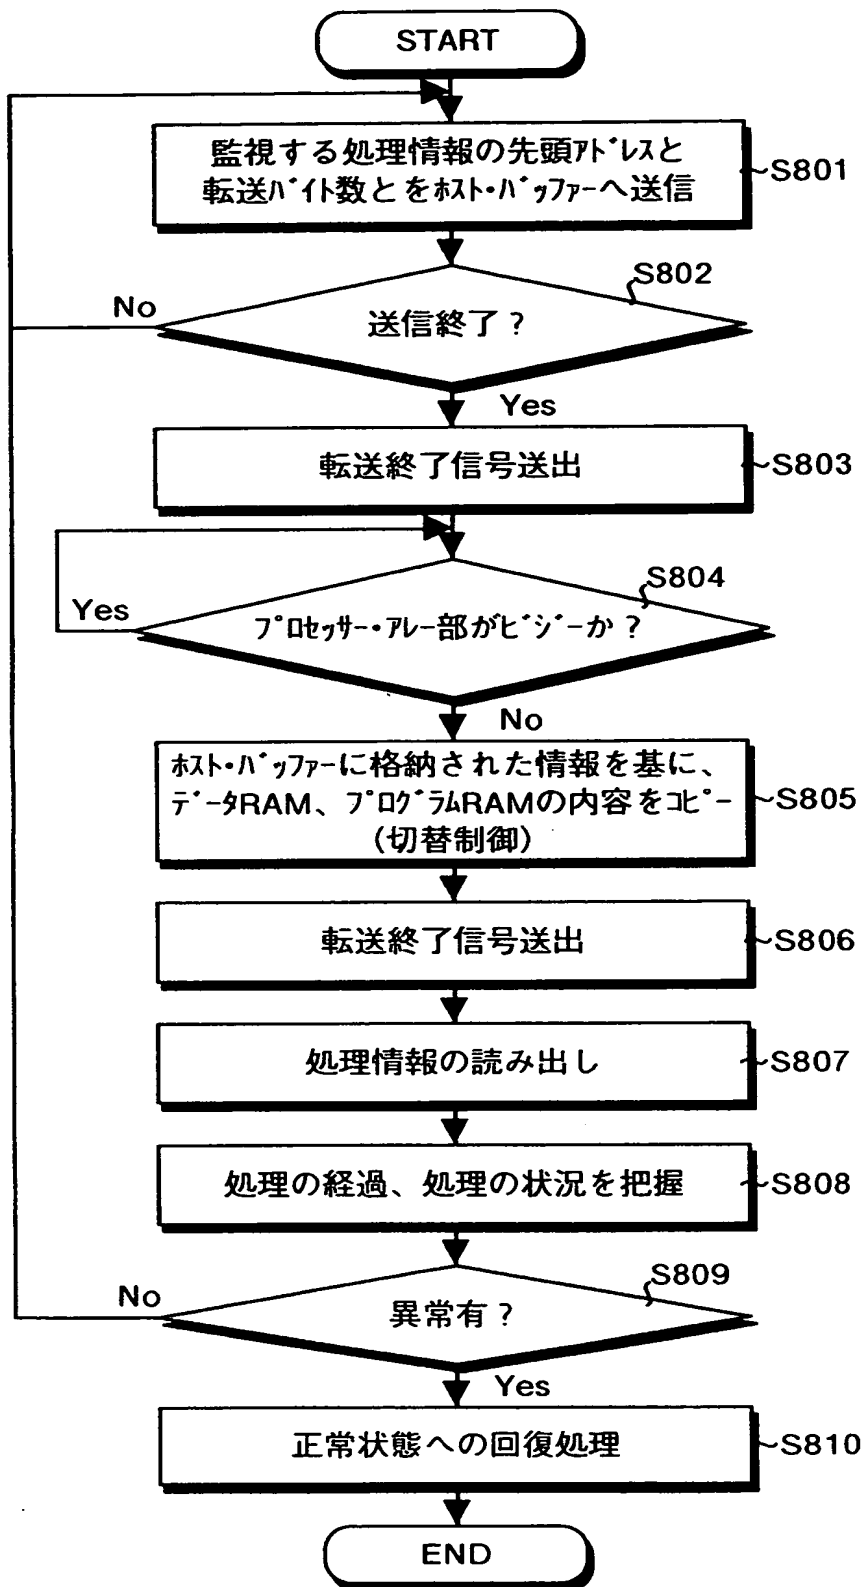 START
監視する処理情報の先頭ｱﾄﾞﾚｽと
転送ﾊﾞｲﾄ数とをﾎｽﾄ・ﾊﾞｯﾌｧｰへ送信
S801
S802
No
送信終了？
Yes
転送終了信号送出
S803
S804
Yes
ﾌﾟﾛｾｯｻｰ・ｱﾚｰ部がﾋﾞｼﾞｰか？
No
ﾎｽﾄ・ﾊﾞｯﾌｧｰに格納された情報を基に、
ﾃﾞｰﾀRAM、ﾌﾟﾛｸﾞﾗﾑRAMの内容をｺﾋﾟｰ
(切替制御)
S805
転送終了信号送出
S806
処理情報の読み出し
S807
処理の経過、処理の状況を把握
S808
S809
No
異常有？
Yes
正常状態への回復処理
S810
END